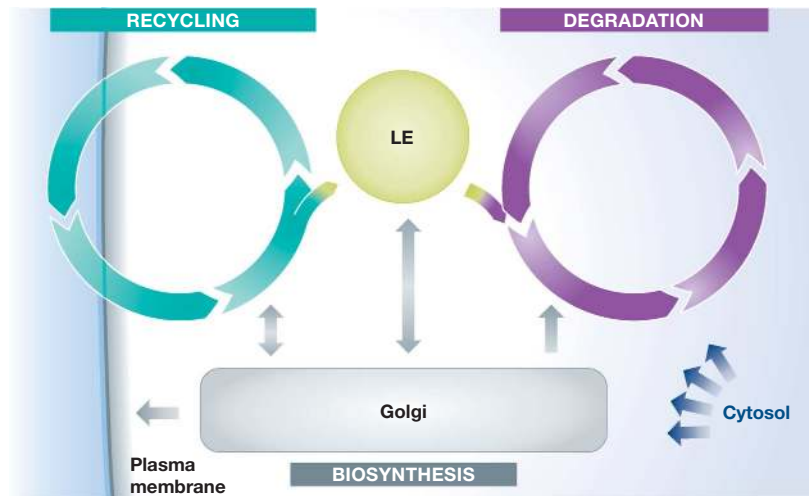 RECYCLING
DEGRADATION
LE
Golgi
Cytosol
Plasma
membrane
BIOSYNTHESIS